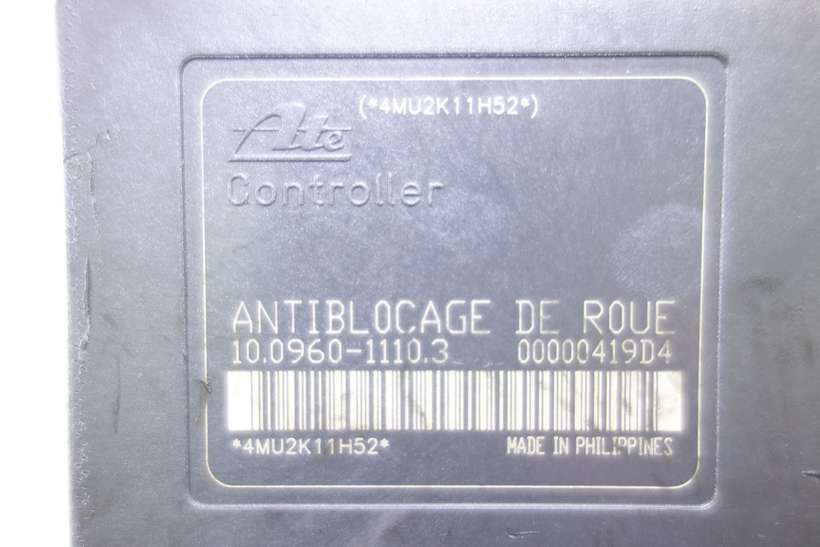 (*4MU2K11H52*)
Ate
Controller
ANTIBLOCAGE DE ROUE
10.0960-1110.3 00000419D4
*4MU2K11H52*
MADE IN PHILIPPINES